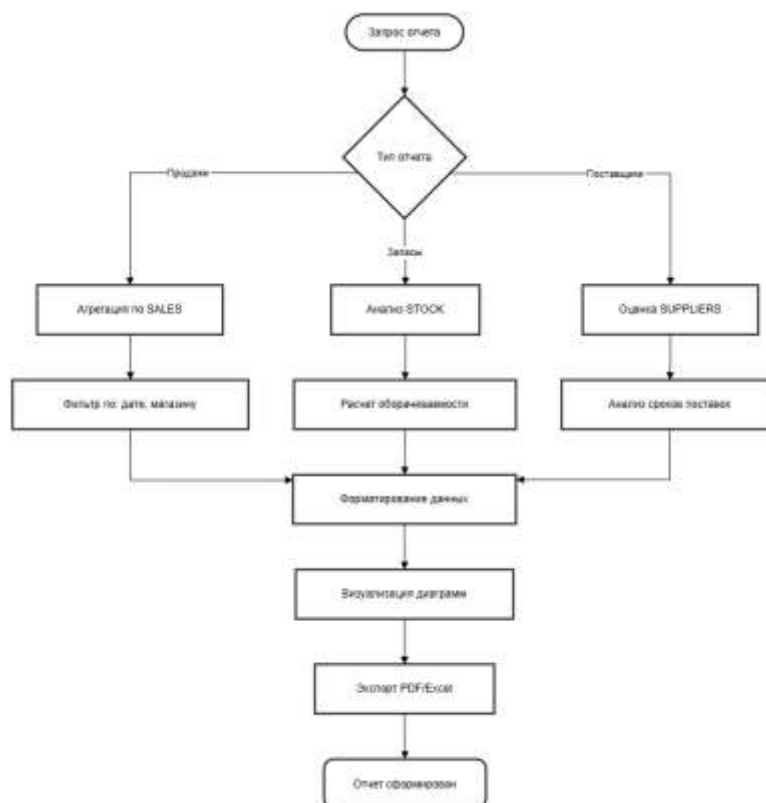 Запрос отчета
Тип отчета
Продажи
Поставщики
Запасы
Агрегация по SALES
Анализ STOCK
Оценка SUPPLIERS
Фильтр по: дате, магазину
Расчет оборачиваемости
Анализ сроков поставок
Форматирование данных
Визуализация диаграмм
Экспорт PDF/Excel
Отчет сформирован